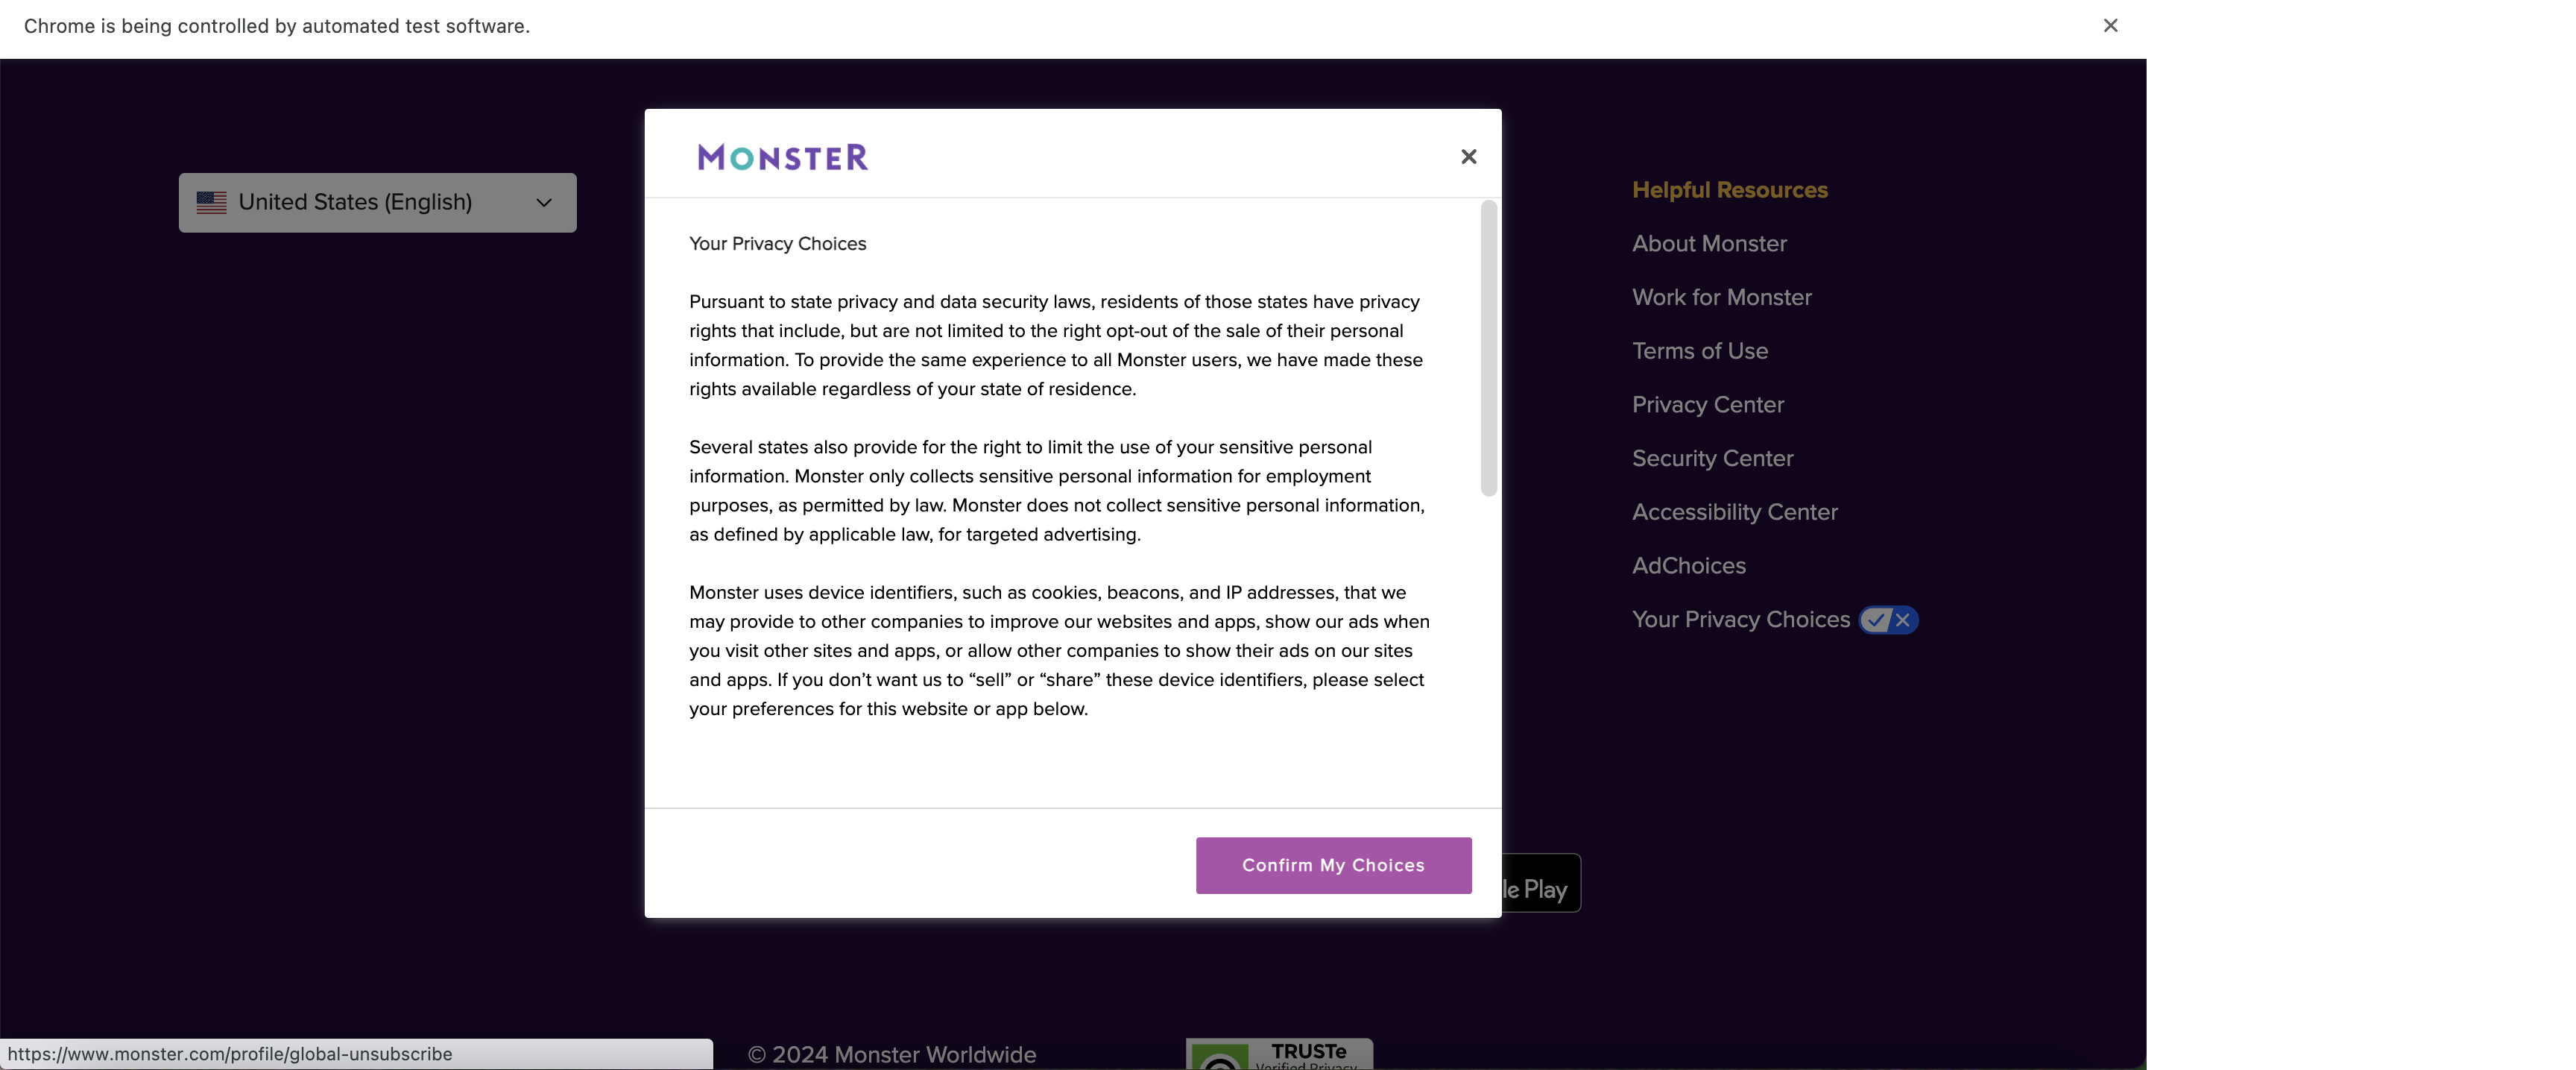 Chrome is being controlled by automated test software.
MONSTER
United States (English)
Your Privacy Choices
Pursuant to state privacy and data security laws, residents of those states have privacy
rights that include, but are not limited to the right opt-out of the sale of their personal
information. To provide the same experience to all Monster users, we have made these
rights available regardless of your state of residence.
Several states also provide for the right to limit the use of your sensitive personal
information. Monster only collects sensitive personal information for employment
purposes, as permitted by law. Monster does not collect sensitive personal information,
as defined by applicable law, for targeted advertising.
Monster uses device identifiers, such as cookies, beacons, and IP addresses, that we
may provide to other companies to improve our websites and apps, show our ads when
you visit other sites and apps, or allow other companies to show their ads on our sites
and apps. If you don’t want us to “sell” or “share” these device identifiers, please select
your preferences for this website or app below.
Confirm My Choices
Helpful Resources
About Monster
Work for Monster
Terms of Use
Privacy Center
Security Center
Accessibility Center
AdChoices
Your Privacy Choices
le Play
https://www.monster.com/profile/global-unsubscribe
© 2024 Monster Worldwide
TRUSTe
Verified Privacy